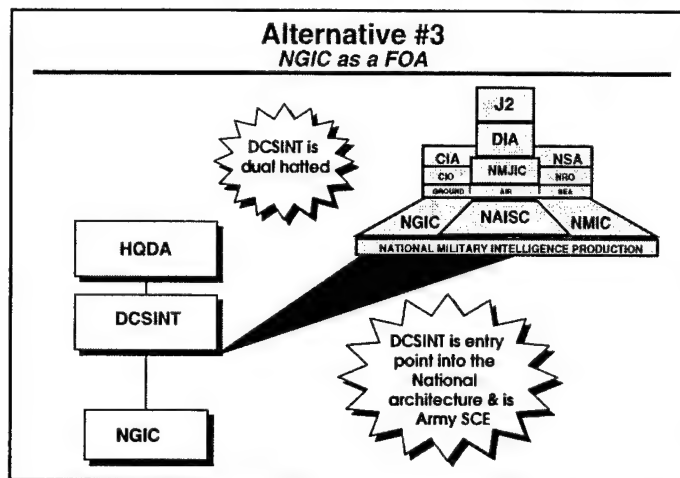 Alternative #3
NGIC as a FOA
DCSINT is
dual hatted
J2
DIA
CIA
NMJIC
NSA
CIO
NRO
GROUND
AIR
SEA
NGIC
NAISC
NMIC
NATIONAL MILITARY INTELLIGENCE PRODUCTION
HQDA
DCSINT
NGIC
DCSINT is entry
point into the
National
architecture & is
Army SCE